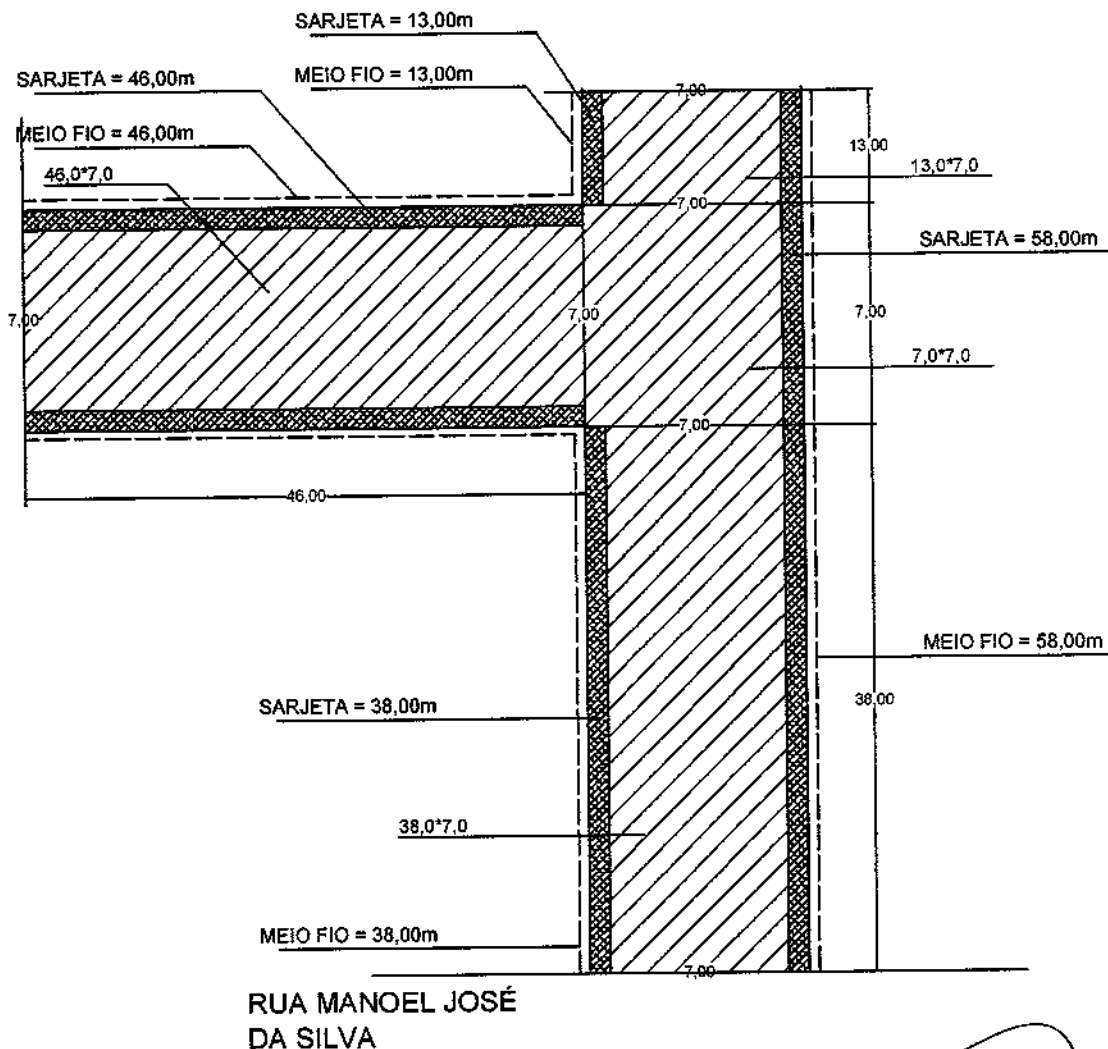 SARJETA = 13,00m
SARJETA = 46,00m
MEIO FIO = 13,00m
7,00
MEIO FIO = 46,00m
13,00
46,0*7,0
13,0*7,0
7,00
SARJETA = 58,00m
7,00
7,00
7,00
7,0*7,0
7,00
46,00
MEIO FIO = 58,00m
38,00
SARJETA = 38,00m
38,0*7,0
MEIO FIO = 38,00m
7,00
RUA MANOEL JOSÉ
DA SILVA